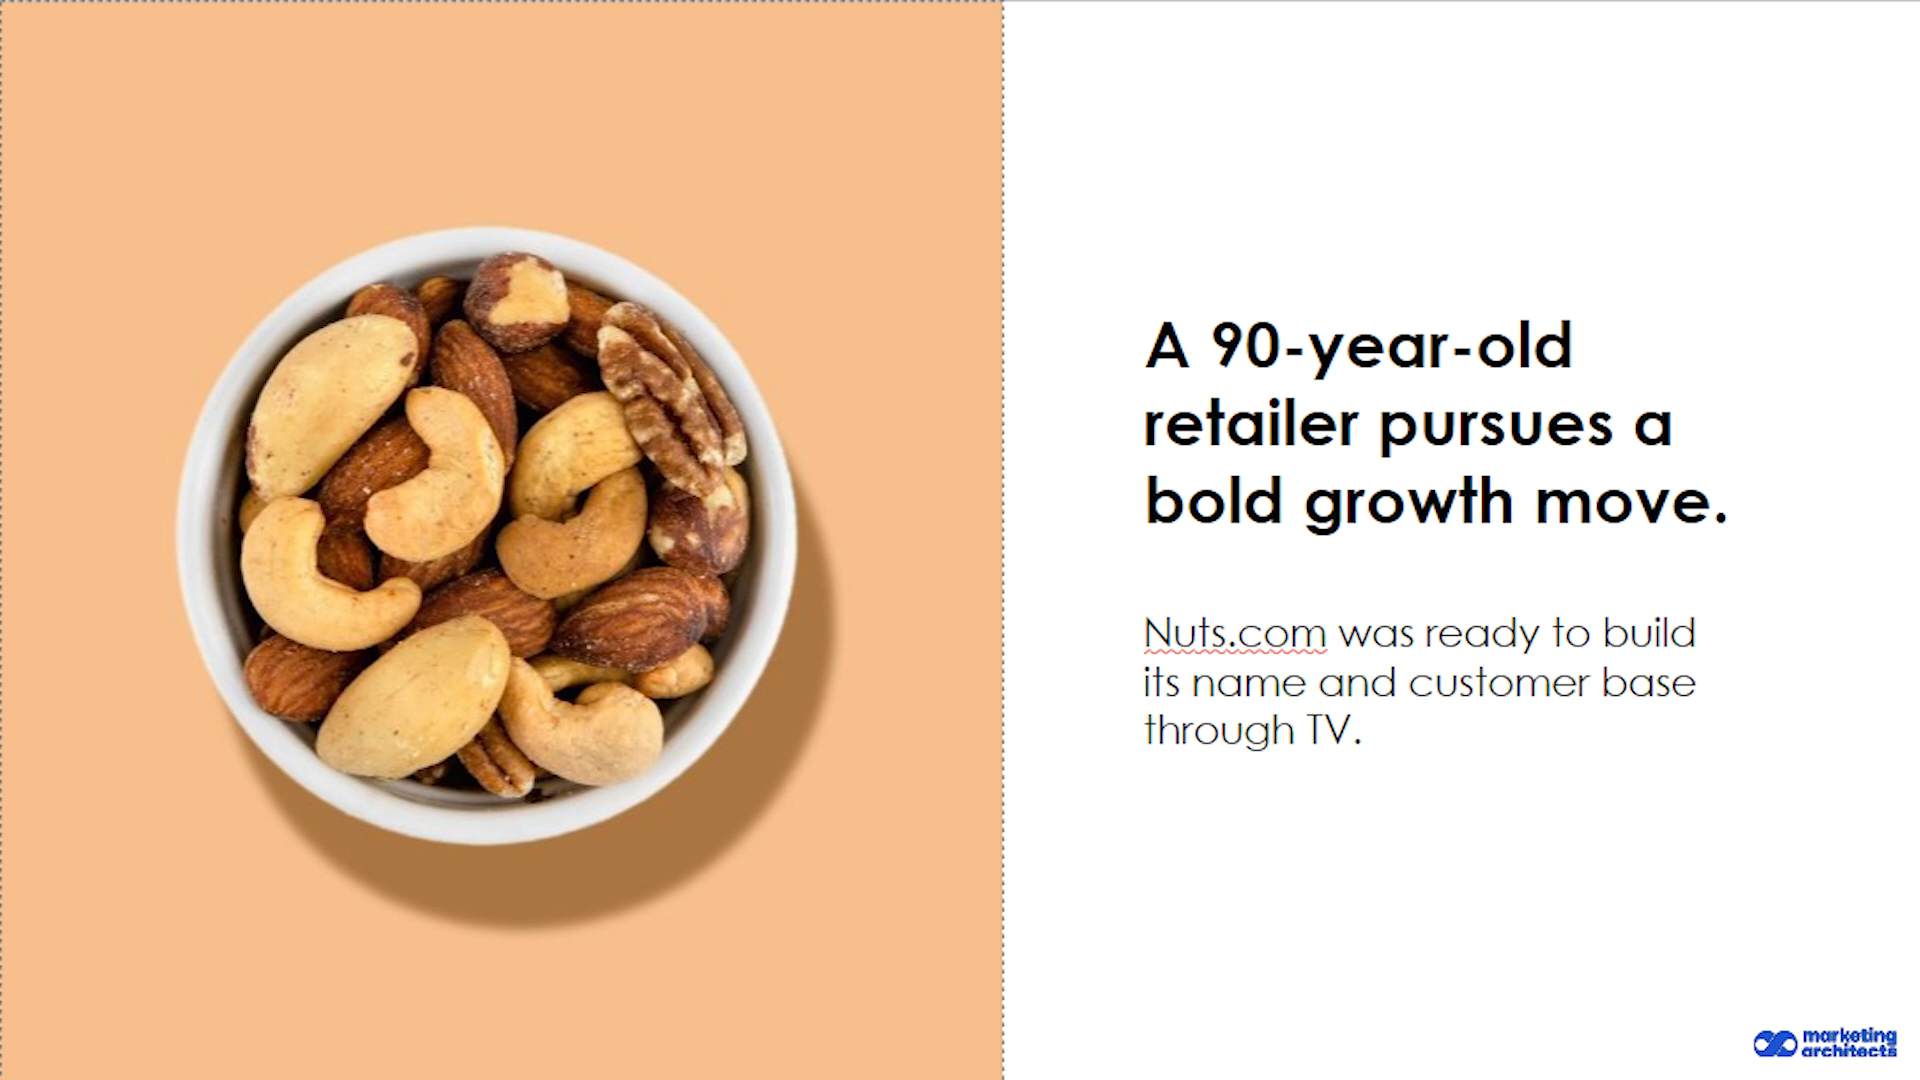 A 90-year-old
retailer pursues a
bold growth move.
Nuts.com was ready to build
its name and customer base
through TV.
marketing
architects